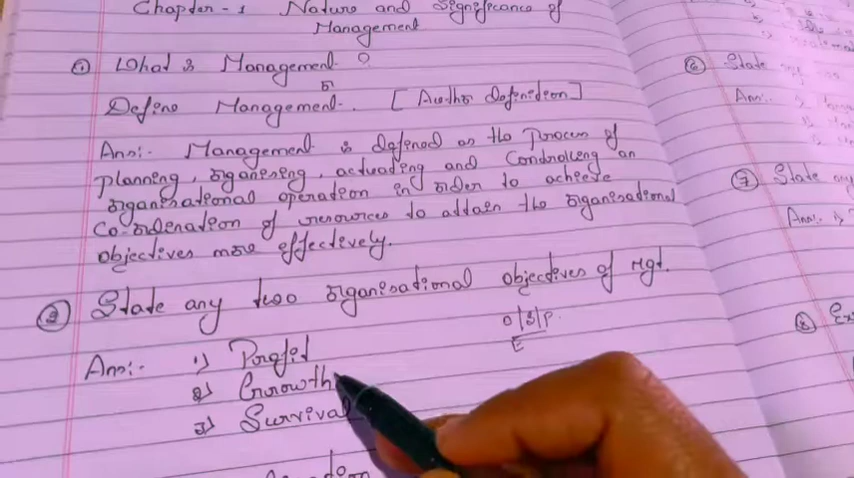 Chapter - 1 Nature and Significance of
Management
① What is Management ?
or
Define Management. [Author definition]
Ans:- Management is defined as the process of
planning, organising, actuating and controlling an
organisational operation in order to achieve
co-ordination of resources to attain the organisational
objectives more effectively.
② State any two organisational objectives of Mgt.
O/S/P.
E
Ans:- 1) Profit
2) Growth
3) Survival
⑥ State
Ans:-
⑦ State any
Ans:- 1)
⑧ Ex